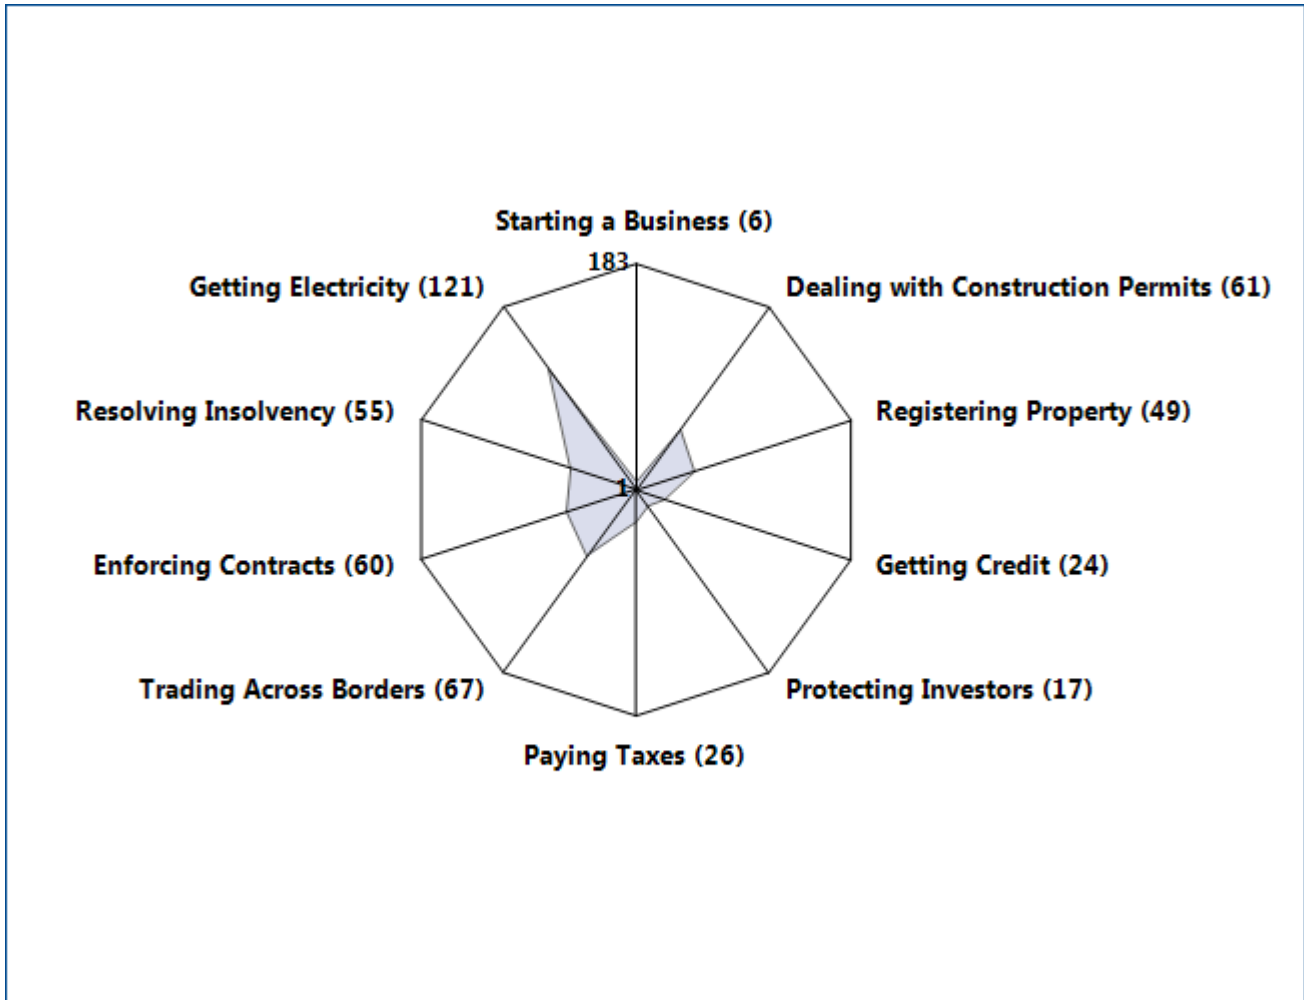 Starting a Business (6)
183
Getting Electricity (121)
Dealing with Construction Permits (61)
Resolving Insolvency (55)
Registering Property (49)
1
Enforcing Contracts (60)
Getting Credit (24)
Trading Across Borders (67)
Protecting Investors (17)
Paying Taxes (26)